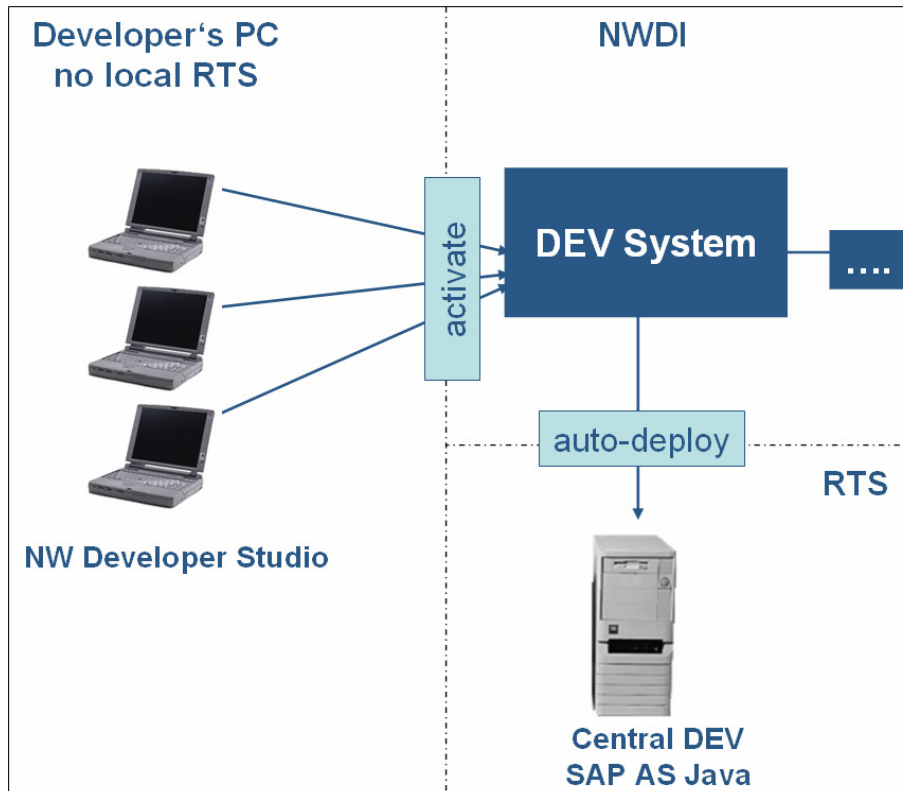 Developer‘s PC
no local RTS
NWDI
activate
DEV System
....
auto-deploy
RTS
NW Developer Studio
Central DEV
SAP AS Java